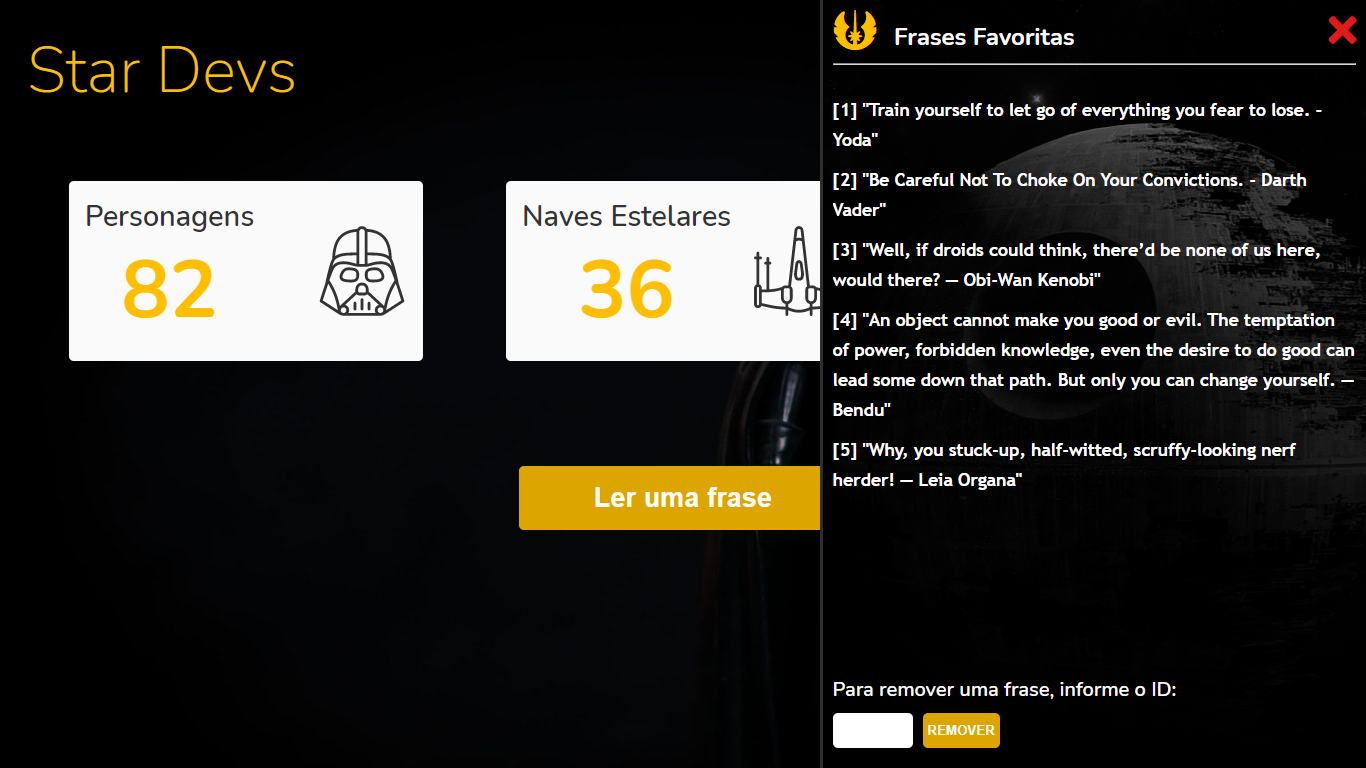 Star Devs
Personagens
82
Naves Estelares
36
Ler uma frase
Frases Favoritas
[1] "Train yourself to let go of everything you fear to lose. -
Yoda"
[2] "Be Careful Not To Choke On Your Convictions. - Darth
Vader"
[3] "Well, if droids could think, there’d be none of us here,
would there? — Obi-Wan Kenobi"
[4] "An object cannot make you good or evil. The temptation
of power, forbidden knowledge, even the desire to do good can
lead some down that path. But only you can change yourself. —
Bendu"
[5] "Why, you stuck-up, half-witted, scruffy-looking nerf
herder! — Leia Organa"
Para remover uma frase, informe o ID:
REMOVER